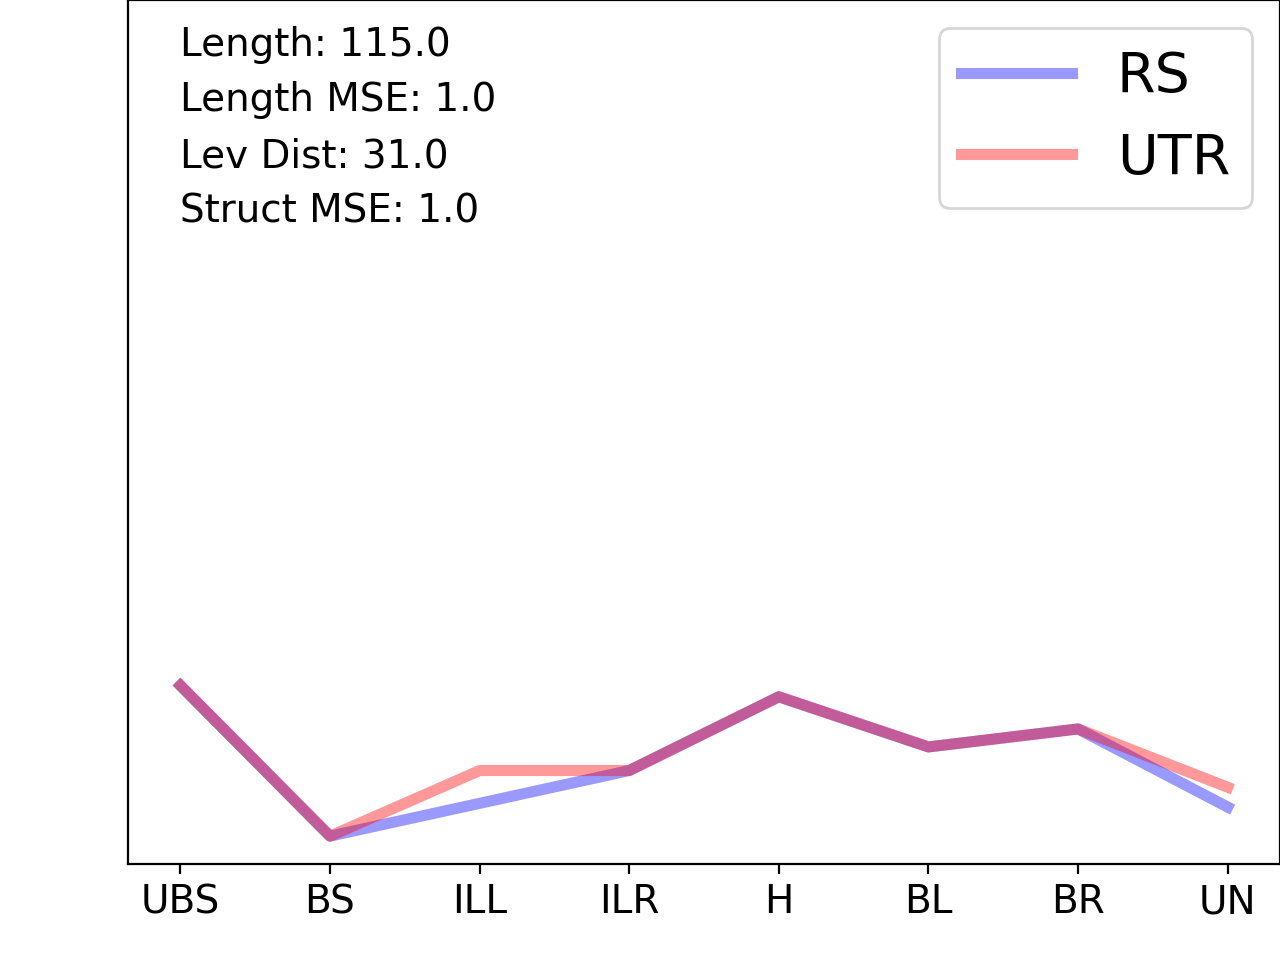 Length: 115.0
Length MSE: 1.0
Lev Dist: 31.0
Struct MSE: 1.0
RS
UTR
UBS BS ILL ILR H BL BR UN